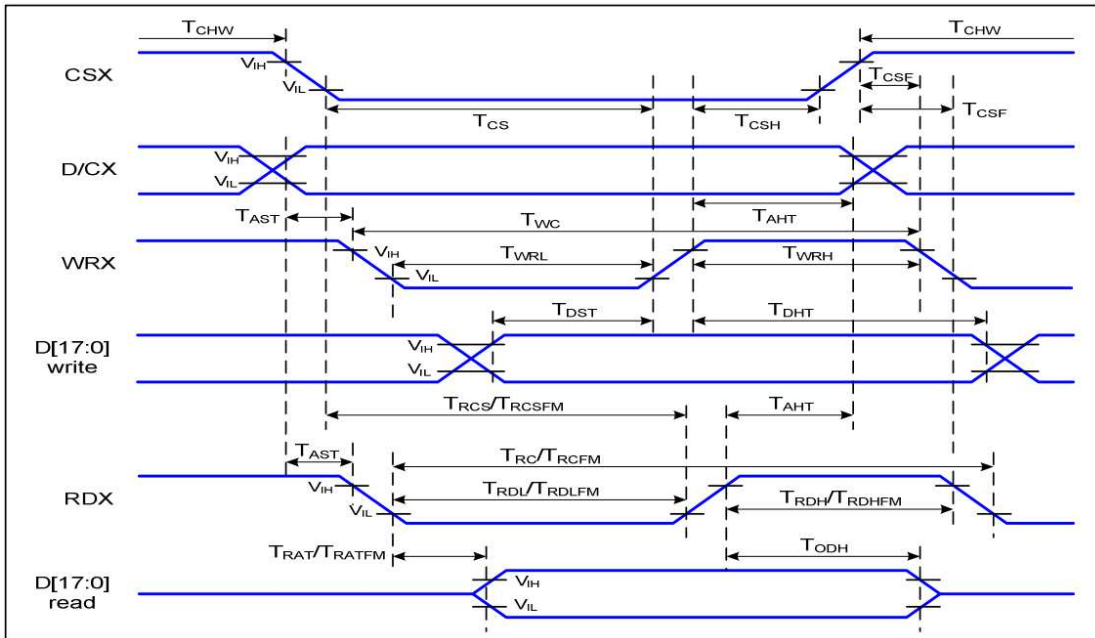 TCHW TCHW
CSX VIH VIL TCSF
TCS TCSH TCSF
D/CX VIH VIL
TAST TWC TAHT
WRX VIH VIL TWRL TWRH
TDST TDHT
D[17:0]
write VIH VIL
TRCS/TRCSFM TAHT
TAST TRC/TRCFM
RDX VIH VIL TRDL/TRDLFM TRDH/TRDHFM
TRAT/TRATFM TODH
D[17:0]
read VIH VIL